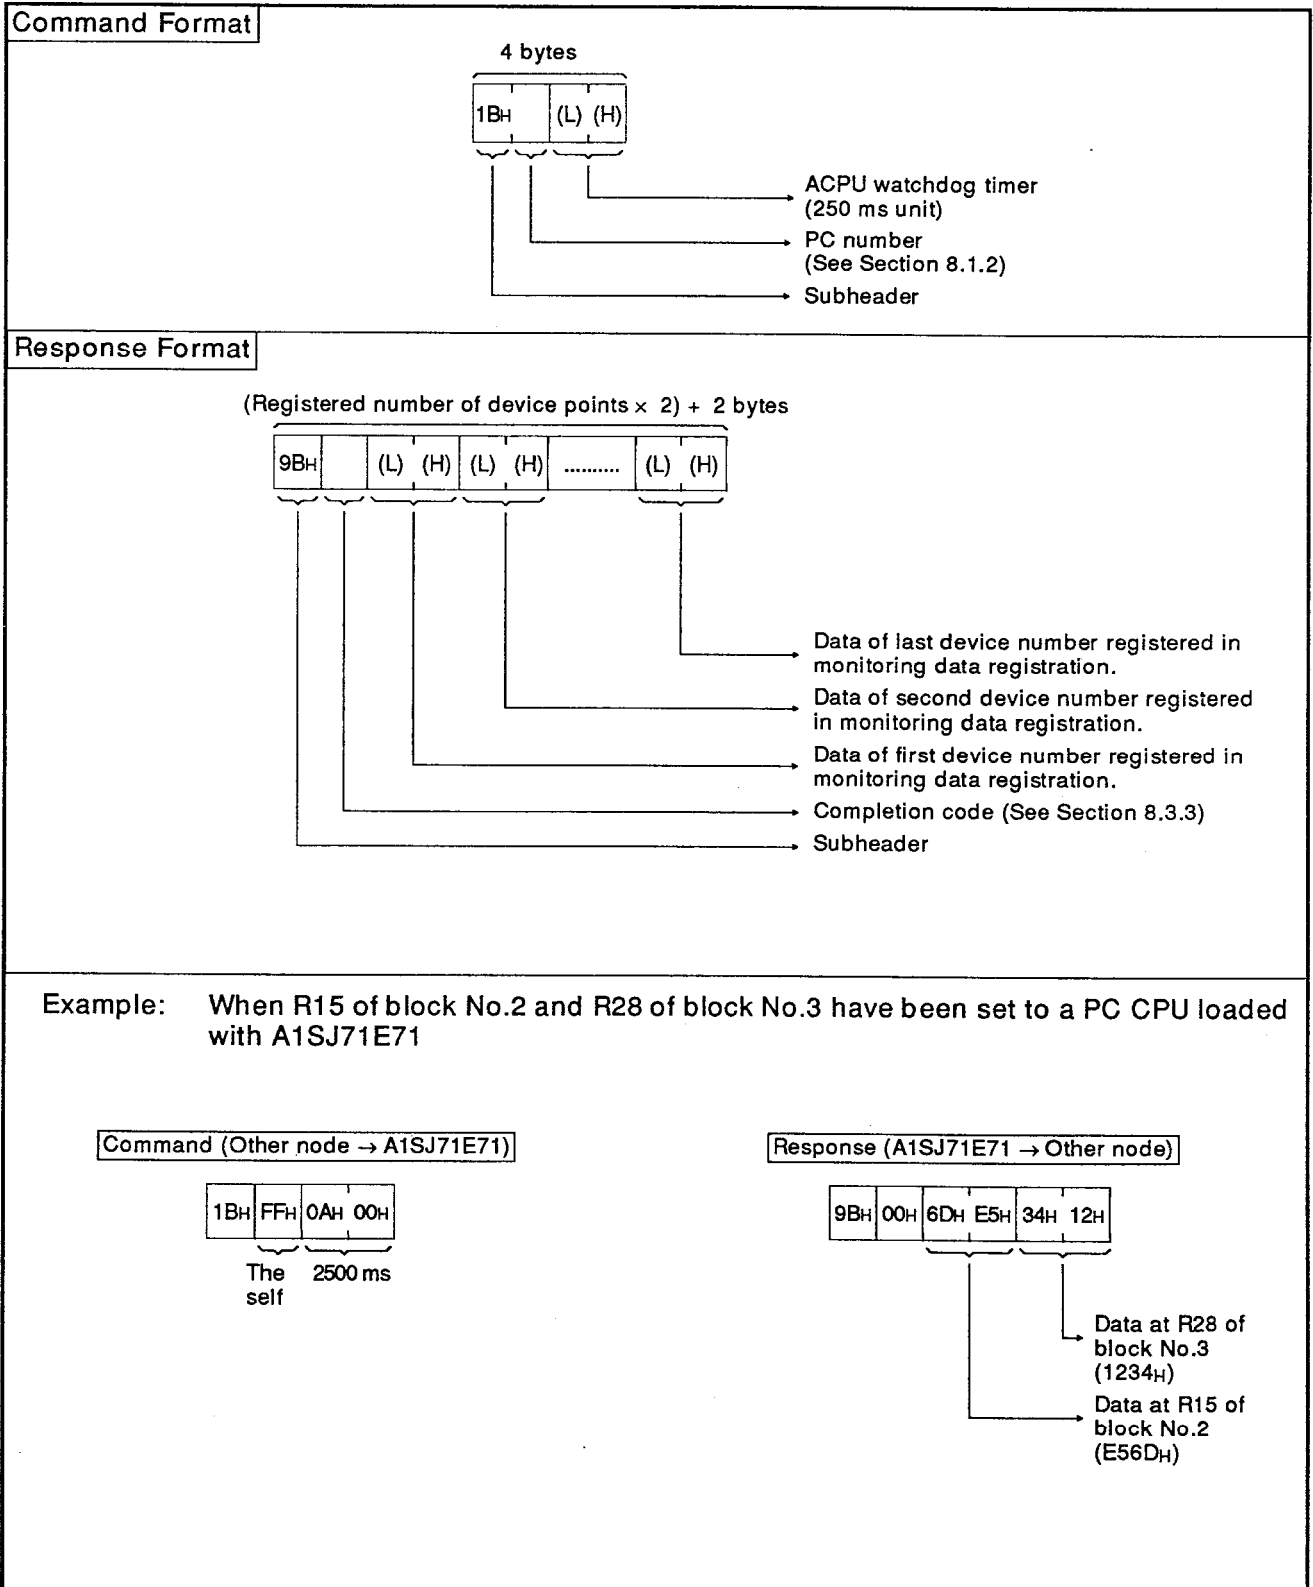 Command Format
4 bytes
1BH (L) (H)
ACPU watchdog timer
(250 ms unit)
PC number
(See Section 8.1.2)
Subheader
Response Format
(Registered number of device points × 2) + 2 bytes
9BH (L) (H) (L) (H) .......... (L) (H)
Data of last device number registered in
monitoring data registration.
Data of second device number registered
in monitoring data registration.
Data of first device number registered in
monitoring data registration.
Completion code (See Section 8.3.3)
Subheader
Example: When R15 of block No.2 and R28 of block No.3 have been set to a PC CPU loaded
with A1SJ71E71
Command (Other node → A1SJ71E71)
1BH FFH 0AH 00H
The
self
2500 ms
Response (A1SJ71E71 → Other node)
9BH 00H 6DH E5H 34H 12H
Data at R28 of
block No.3
(1234H)
Data at R15 of
block No.2
(E56DH)